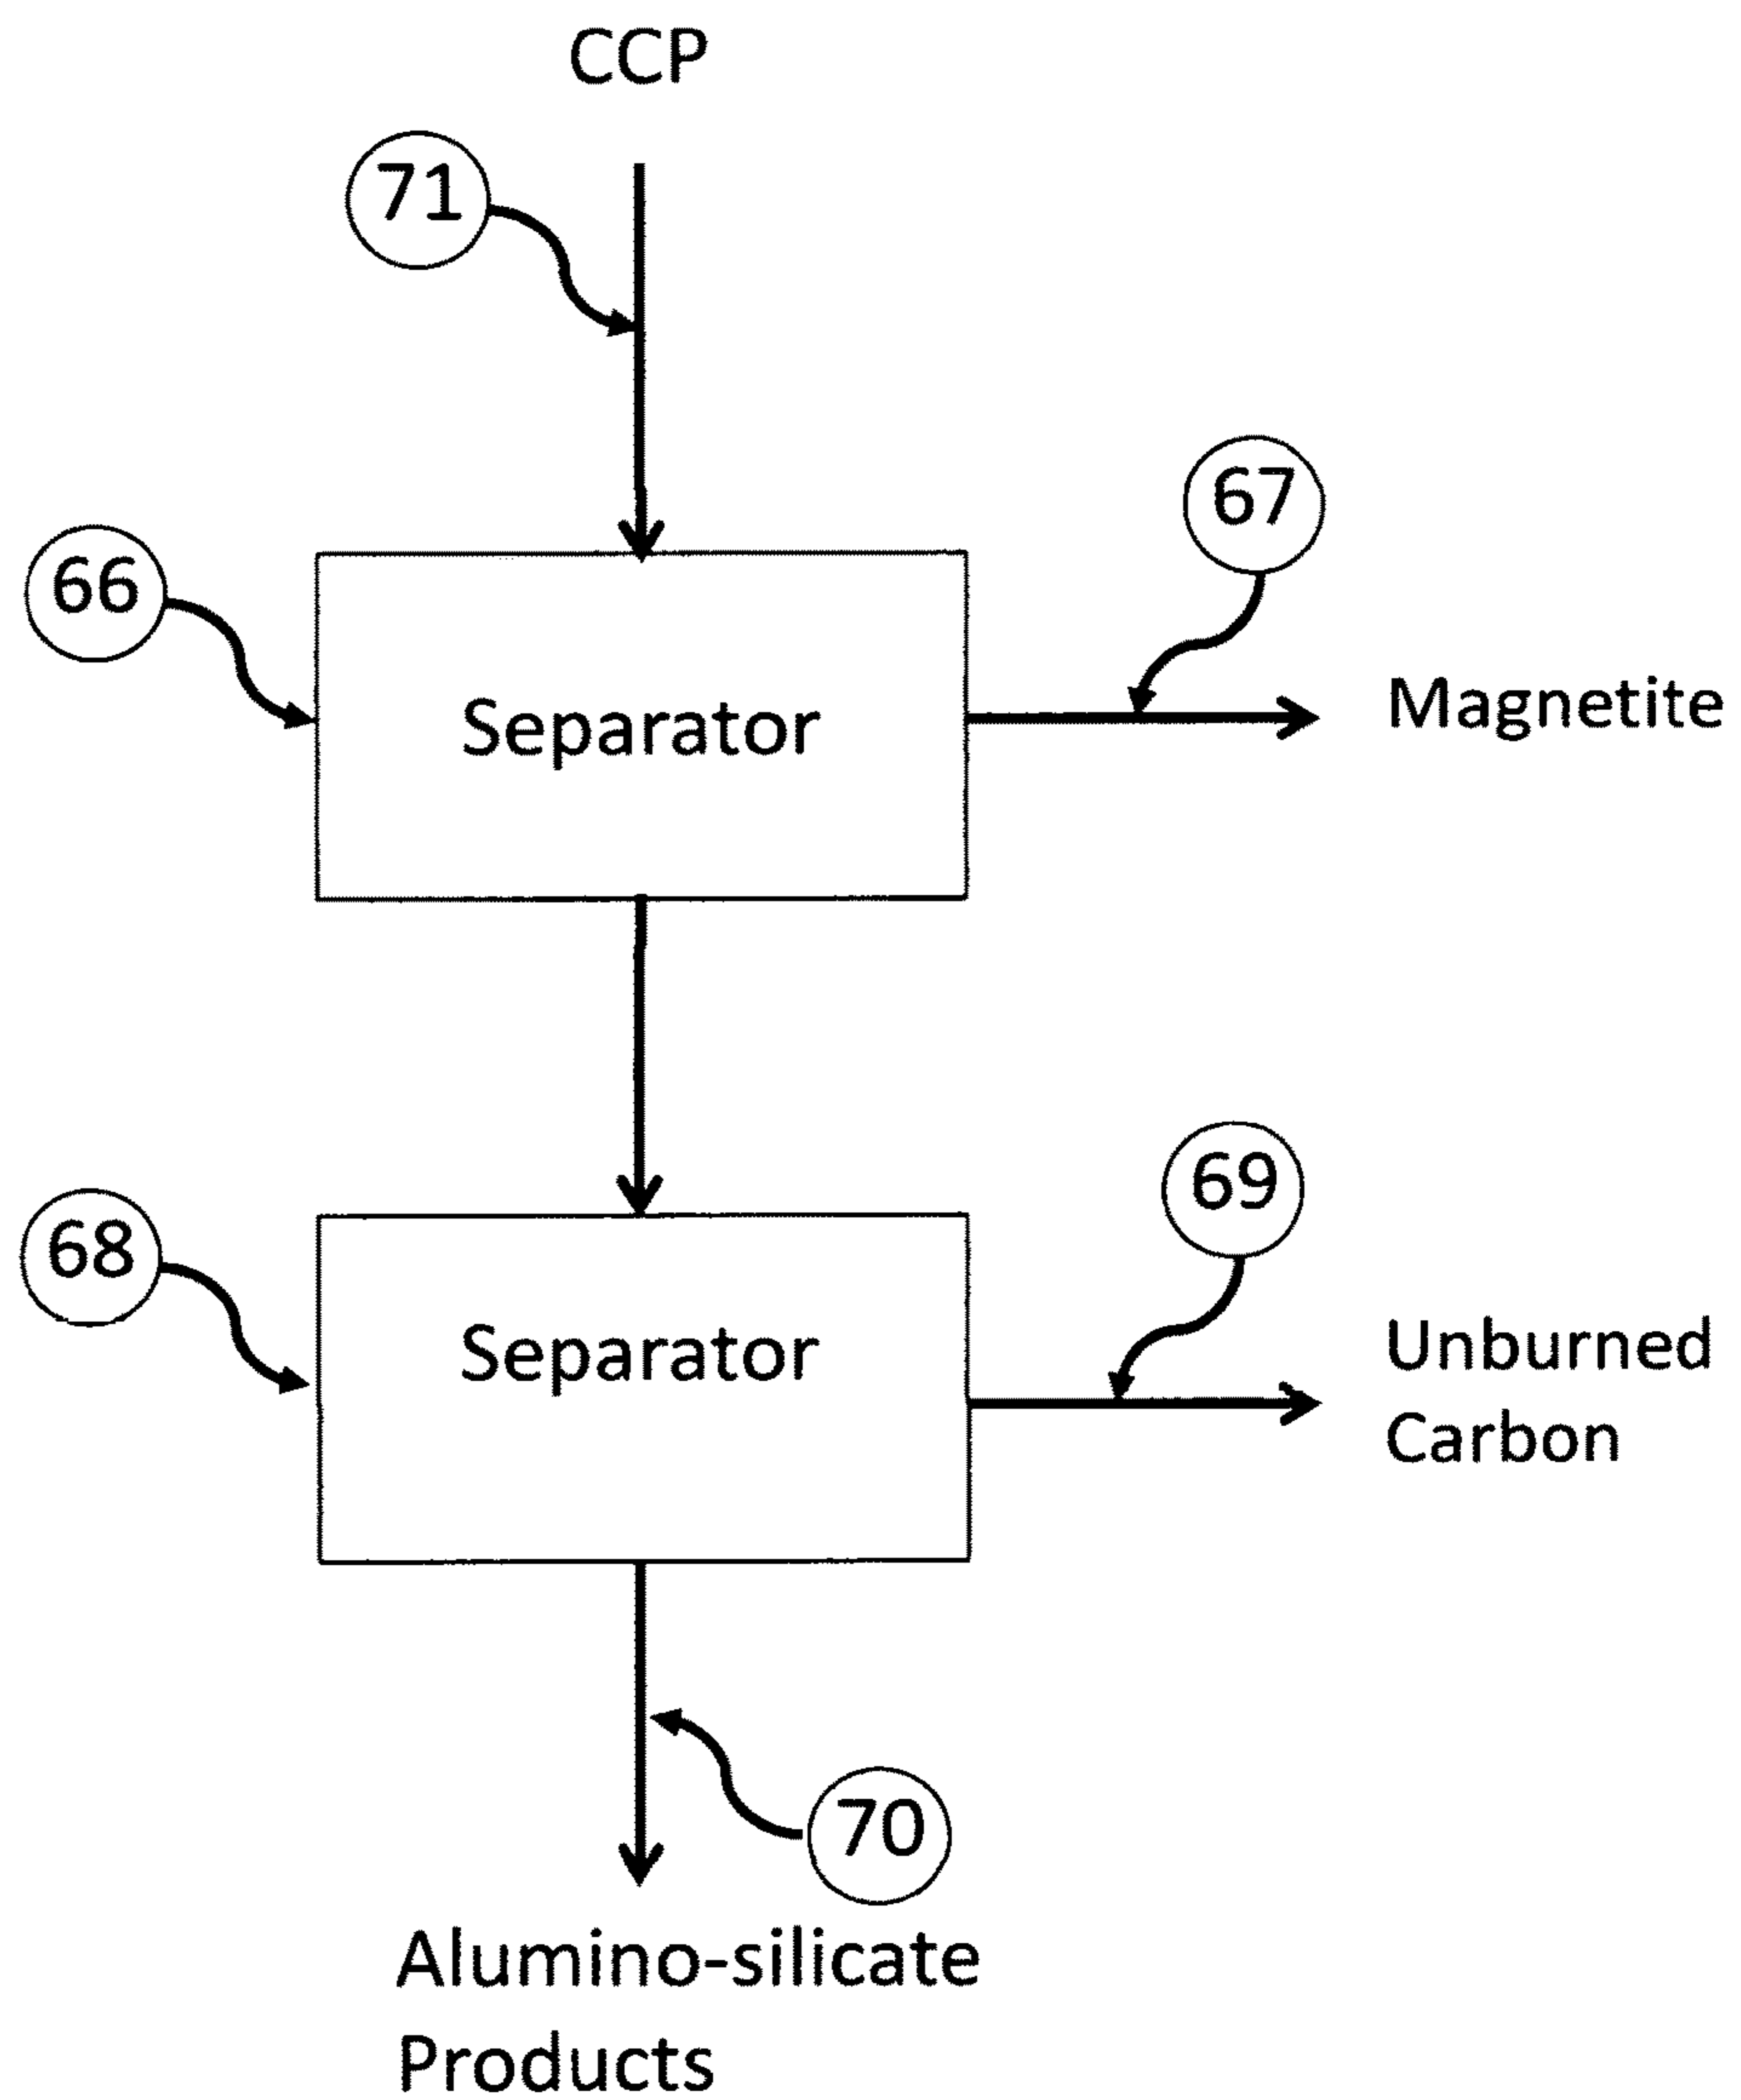 CCP
71
67
66
Separator
Magnetite
69
68
Separator
Unburned
Carbon
70
Alumino-silicate
Products